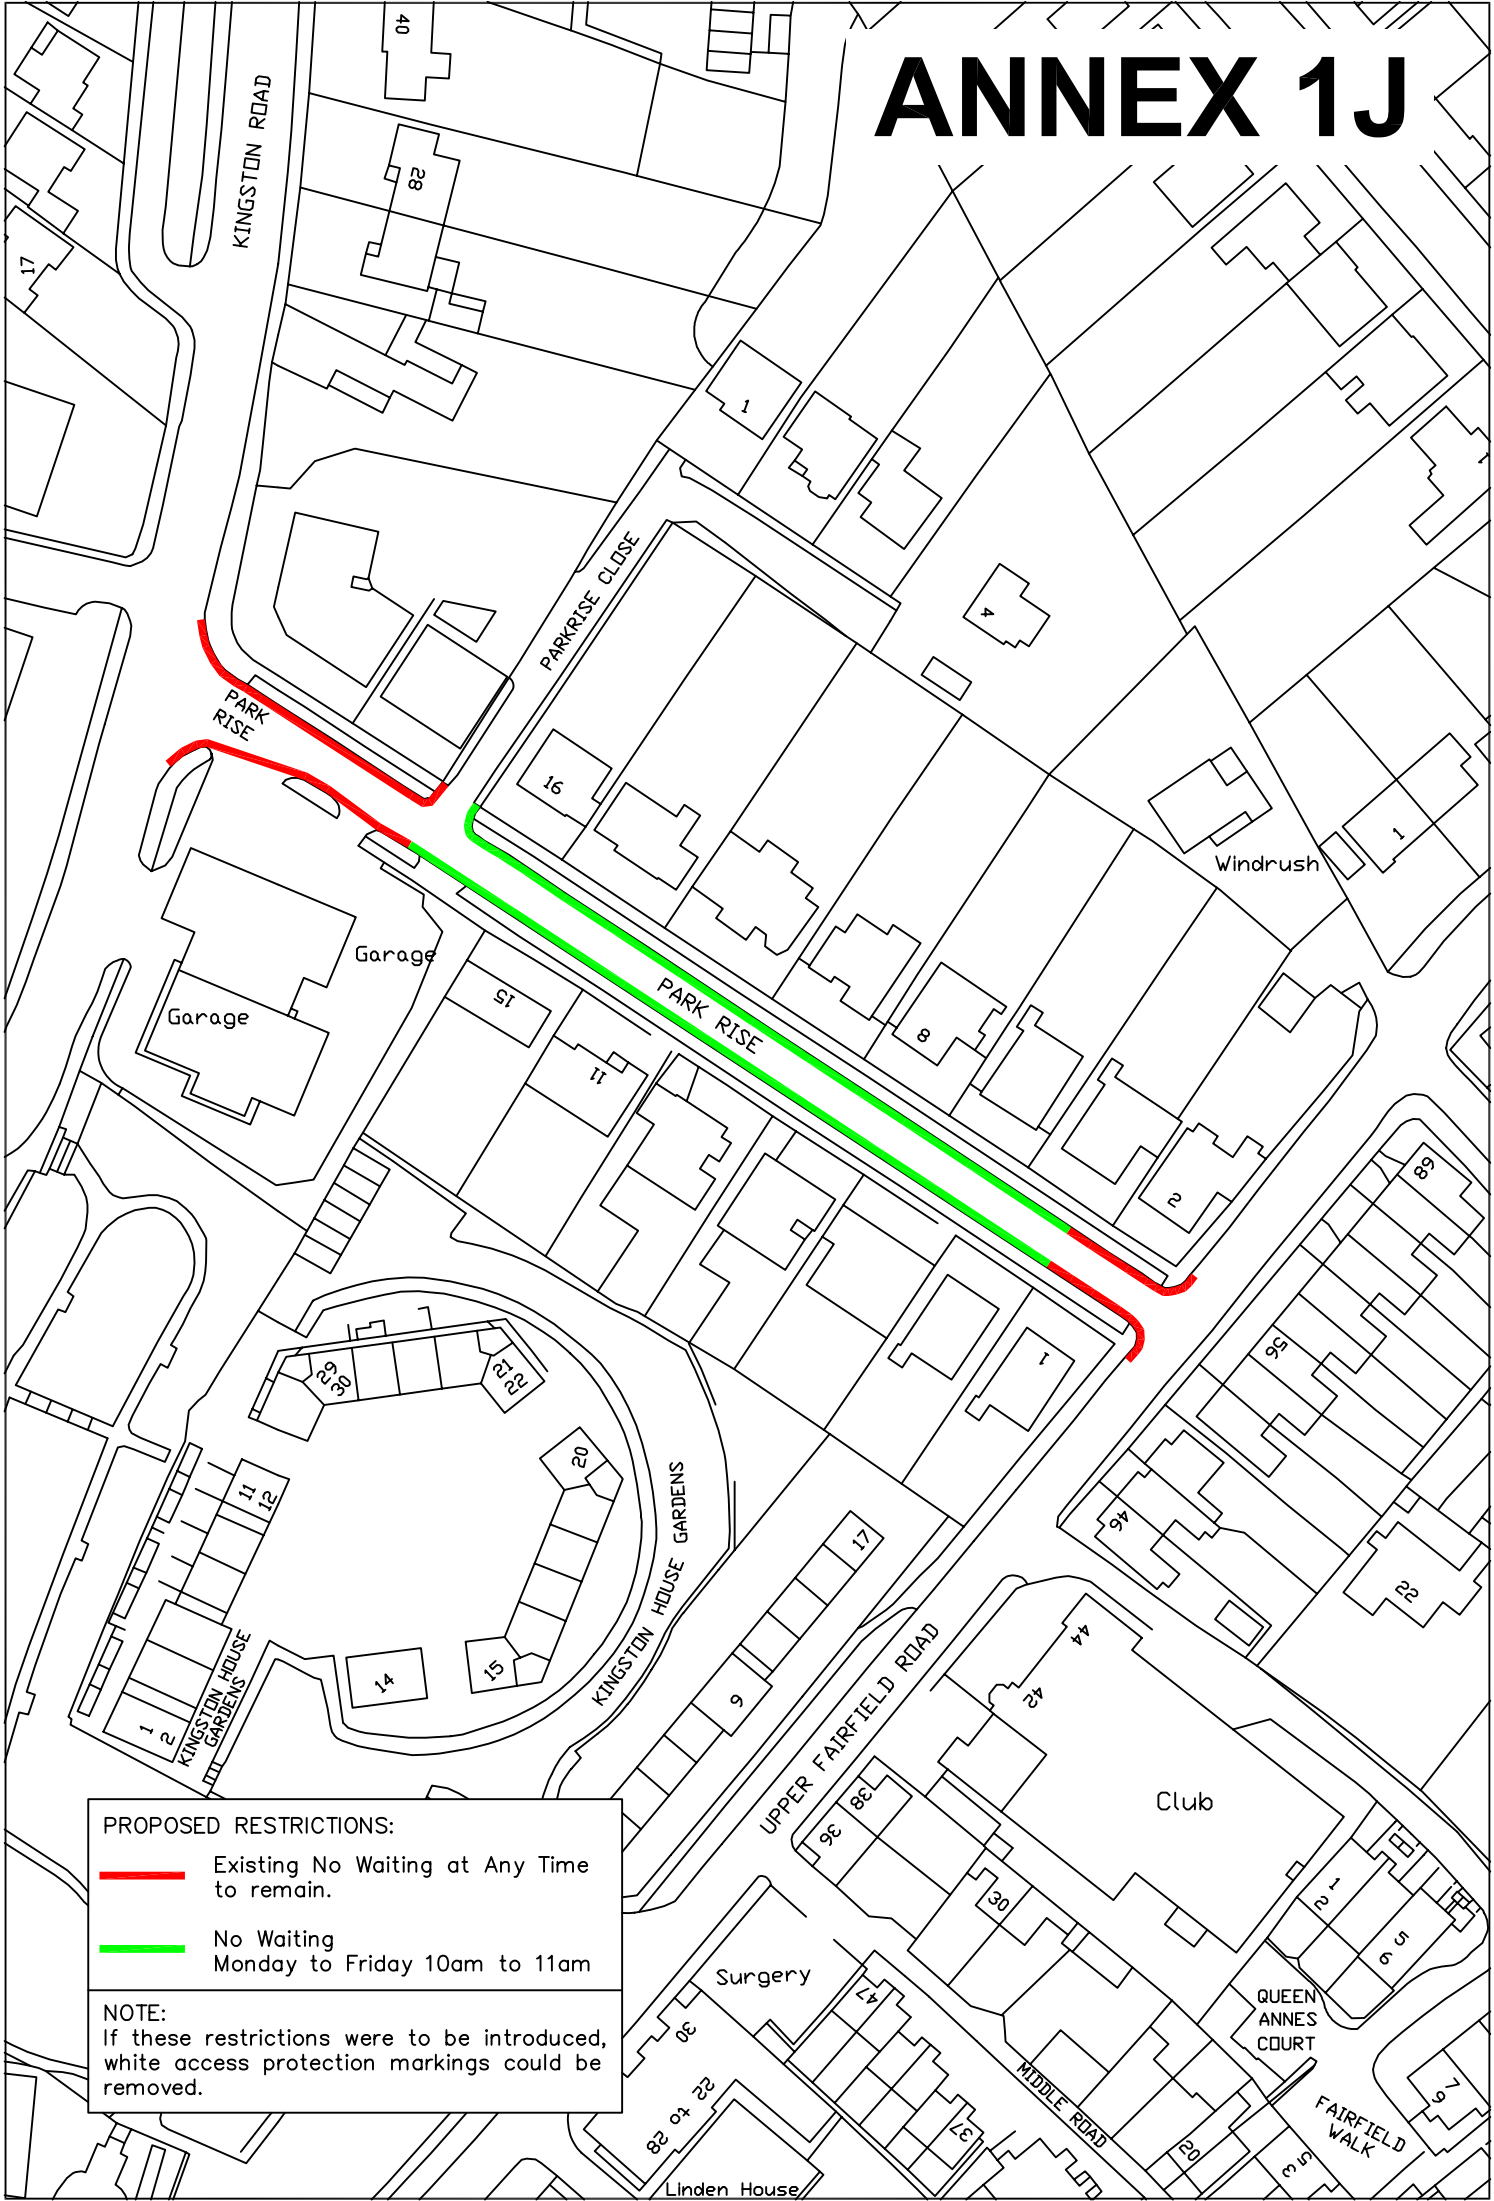 ANNEX 1J
40
KINGSTON ROAD
28
17
1
1
PARKRISE CLOSE
4
PARK
RISE
16
1
Windrush
Garage
Garage
15
PARK RISE
8
11
2
68
1
56
29
30
21
22
20
11
12
46
KINGSTON HOUSE GARDENS
17
22
44
42
14
15
9
KINGSTON HOUSE
GARDENS
1
2
UPPER FAIRFIELD ROAD
38
36
Club
30
1
2
5
6
PROPOSED RESTRICTIONS:
Existing No Waiting at Any Time
to remain.
No Waiting
Monday to Friday 10am to 11am
NOTE:
If these restrictions were to be introduced,
white access protection markings could be
removed.
Surgery
47
30
QUEEN
ANNES
COURT
MIDDLE ROAD
37
22
to
28
7
9
FAIRFIELD
WALK
20
5
3
Linden House